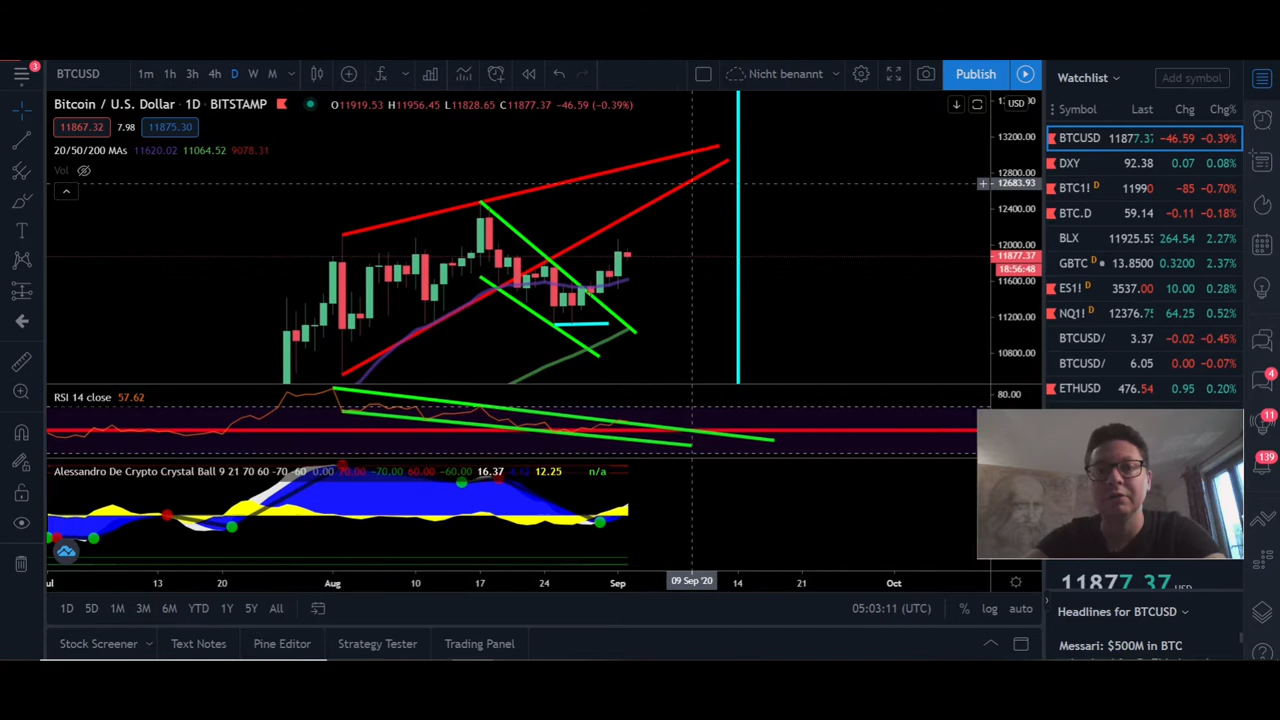 3
BTCUSD 1m 1h 3h 4h D W M Nicht benannt Publish
Watchlist Add symbol
Bitcoin / U.S. Dollar · 1D · BITSTAMP O11919.53 H11956.45 L11828.65 C11877.37 −46.59 (−0.39%)
USD
Symbol Last Chg Chg%
11867.32 7.98 11875.30
20/50/200 MAs 11620.02 11064.52 9078.31
Vol
13200.00
12800.00
12683.93
12400.00
12000.00
11877.37
18:56:48
11600.00
11200.00
10800.00
BTCUSD 11877.37 −46.59 −0.39%
DXY 92.38 0.07 0.08%
BTC1! D 11990 −85 −0.70%
BTC.D 59.14 −0.11 −0.18%
BLX 11925.53 264.54 2.27%
GBTC D 13.8500 0.3200 2.37%
ES1! D 3537.00 10.00 0.28%
NQ1! D 12376.75 64.25 0.52%
BTCUSD/ 3.37 −0.02 −0.45%
BTCUSD/ 6.05 0.00 −0.07%
ETHUSD 476.54 0.95 0.20%
4
11
139
RSI 14 close 57.62
80.00
Alessandro De Crypto Crystal Ball 9 21 70 60 -70 -60 0.00 70.00 −70.00 60.00 −60.00 16.37 12.25 n/a
13 20 Aug 10 17 24 Sep 09 Sep '20 14 21 Oct
1D 5D 1M 3M 6M YTD 1Y 5Y All 05:03:11 (UTC) % log auto
Stock Screener Text Notes Pine Editor Strategy Tester Trading Panel
11877.37 USD
Headlines for BTCUSD
Messari: $500M in BTC